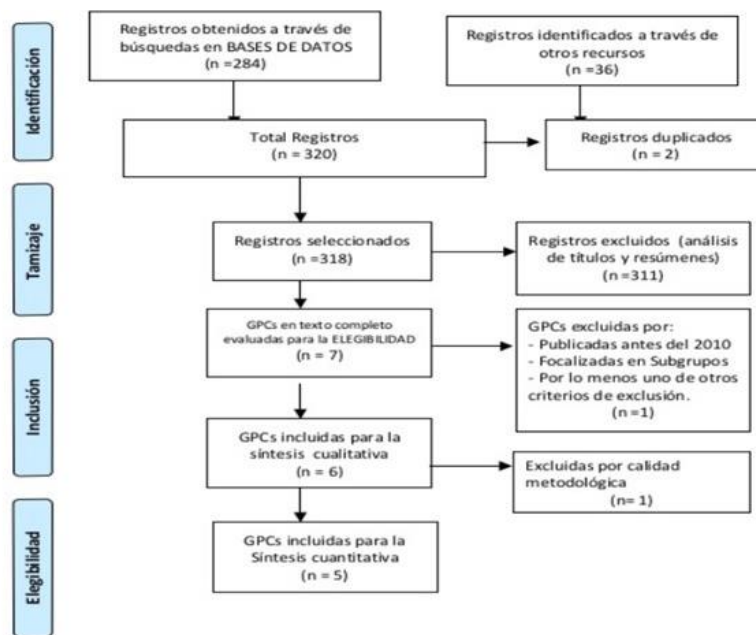 Identificación
Registros obtenidos a través de
búsquedas en BASES DE DATOS
(n =284)
Registros identificados a través de
otros recursos
(n =36)
Total Registros
(n = 320)
Registros duplicados
(n = 2)
Tamizaje
Registros seleccionados
(n =318)
Registros excluidos (análisis
de títulos y resúmenes)
(n =311)
Inclusión
GPCs en texto completo
evaluadas para la ELEGIBILIDAD
(n = 7)
GPCs excluidas por:
- Publicadas antes del 2010
- Focalizadas en Subgrupos
- Por lo menos uno de otros
criterios de exclusión.
(n =1)
GPCs incluidas para la
síntesis cualitativa
(n = 6)
Excluidas por calidad
metodológica
(n= 1)
Elegibilidad
GPCs incluidas para la
Síntesis cuantitativa
(n = 5)